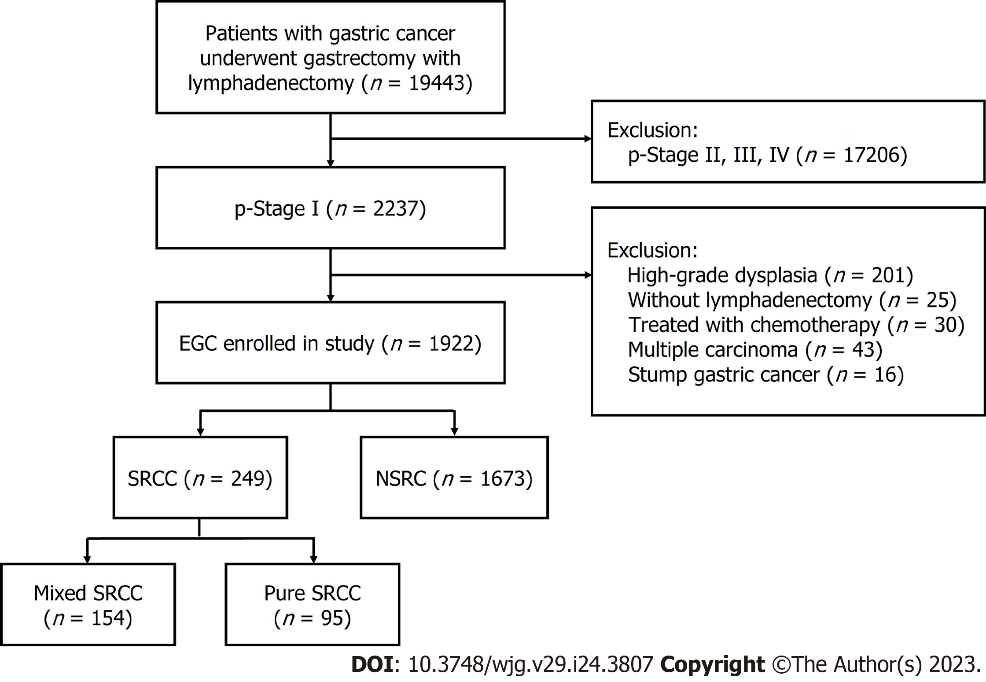 Patients with gastric cancer
underwent gastrectomy with
lymphadenectomy (n = 19443)
Exclusion:
p-Stage II, III, IV (n = 17206)
p-Stage I (n = 2237)
Exclusion:
High-grade dysplasia (n = 201)
Without lymphadenectomy (n = 25)
Treated with chemotherapy (n = 30)
Multiple carcinoma (n = 43)
Stump gastric cancer (n = 16)
EGC enrolled in study (n = 1922)
SRCC (n = 249)
NSRC (n = 1673)
Mixed SRCC
(n = 154)
Pure SRCC
(n = 95)
DOI: 10.3748/wjg.v29.i24.3807 Copyright ©The Author(s) 2023.